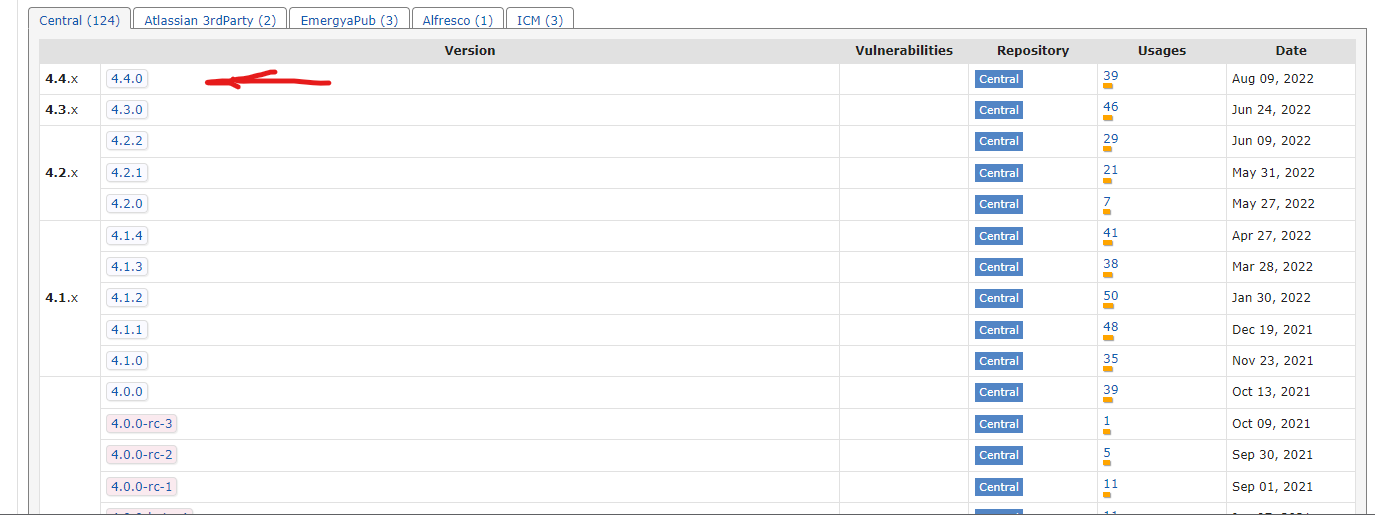 Central (124) Atlassian 3rdParty (2) EmergyaPub (3) Alfresco (1) ICM (3)
Version Vulnerabilities Repository Usages Date
4.4.x 4.4.0 Central 39 Aug 09, 2022
4.3.x 4.3.0 Central 46 Jun 24, 2022
4.2.2 Central 29 Jun 09, 2022
4.2.x 4.2.1 Central 21 May 31, 2022
4.2.0 Central 7 May 27, 2022
4.1.4 Central 41 Apr 27, 2022
4.1.3 Central 38 Mar 28, 2022
4.1.x 4.1.2 Central 50 Jan 30, 2022
4.1.1 Central 48 Dec 19, 2021
4.1.0 Central 35 Nov 23, 2021
4.0.0 Central 39 Oct 13, 2021
4.0.0-rc-3 Central 1 Oct 09, 2021
4.0.0-rc-2 Central 5 Sep 30, 2021
4.0.0-rc-1 Central 11 Sep 01, 2021